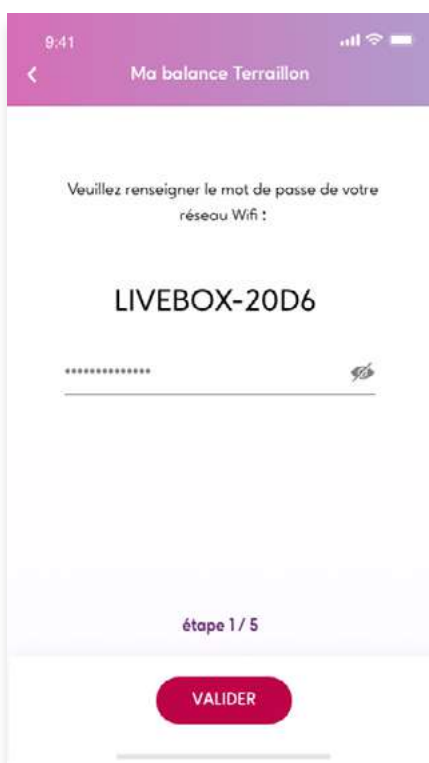 9:41
Ma balance Terraillon
Veuillez renseigner le mot de passe de votre
réseau Wifi :
LIVEBOX-20D6
••••••••••••••
étape 1 / 5
VALIDER